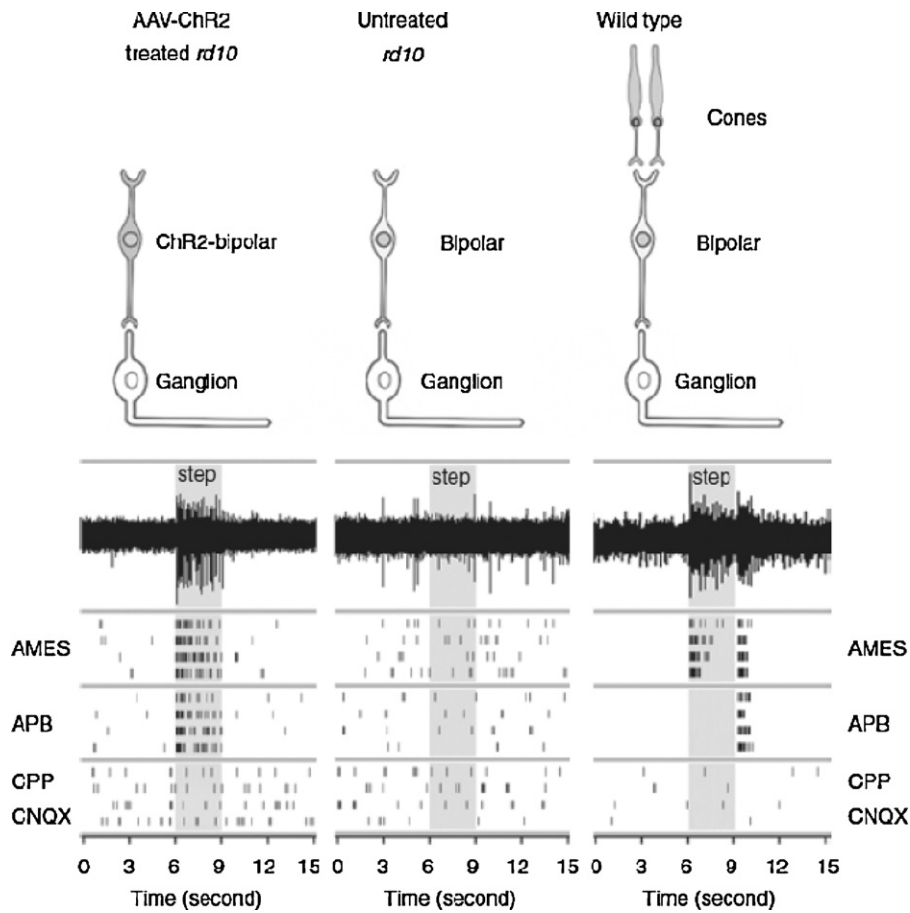 AAV-ChR2
treated rd10
Untreated
rd10
Wild type
Cones
ChR2-bipolar
Bipolar
Bipolar
Ganglion
Ganglion
Ganglion
step
step
step
AMES
AMES
APB
APB
CPP
CPP
CNQX
CNQX
0 3 6 9 12 15
0 3 6 9 12 15
0 3 6 9 12 15
Time (second)
Time (second)
Time (second)